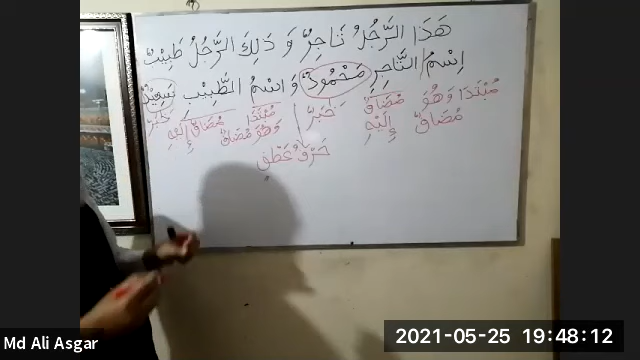 هَذَا الرَّجُلُ تَاجِرٌ وَ ذَلِكَ الرَّجُلُ طَبِيْبٌ
اِسْمُ التَّاجِرِ مَحْمُودٌ وَ اسْمُ الطَّبِيْبِ سَعِيْدٌ
مُبْتَدَا وَهُوَ مُضَافٌ مُضَافٌ إِلَيْهِ خَبَرٌ مُبْتَدَا وَهُوَ مُضَافٌ مُضَافٌ إِلَيْهِ خَبَرٌ
حَرْفُ عَطْفٍ
Md Ali Asgar
2021-05-25 19:48:12